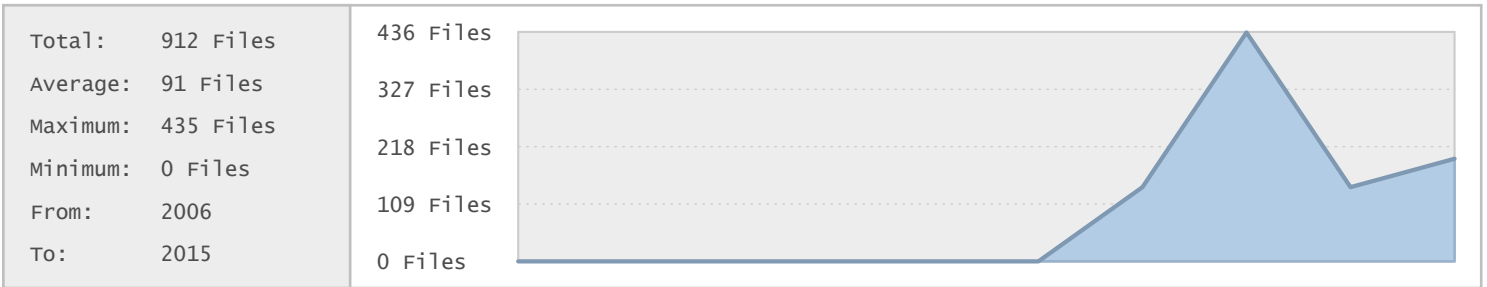 Total: 912 Files
Average: 91 Files
Maximum: 435 Files
Minimum: 0 Files
From: 2006
To: 2015
436 Files
327 Files
218 Files
109 Files
0 Files